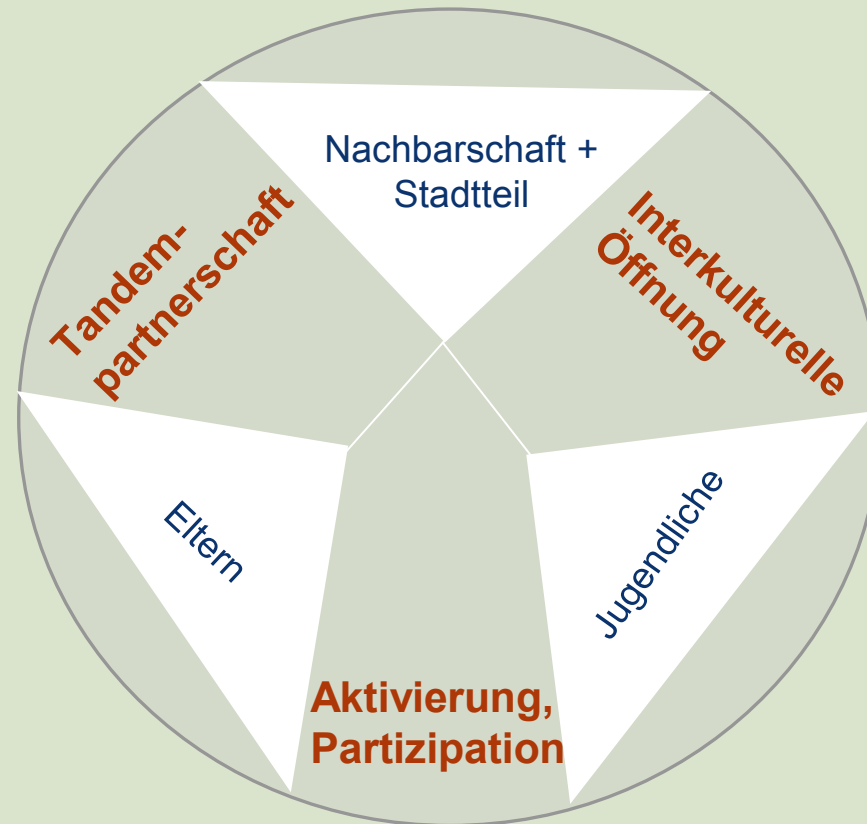 Nachbarschaft +
Stadtteil
Tandem-
partnerschaft
Interkulturelle
Öffnung
Eltern
Jugendliche
Aktivierung,
Partizipation